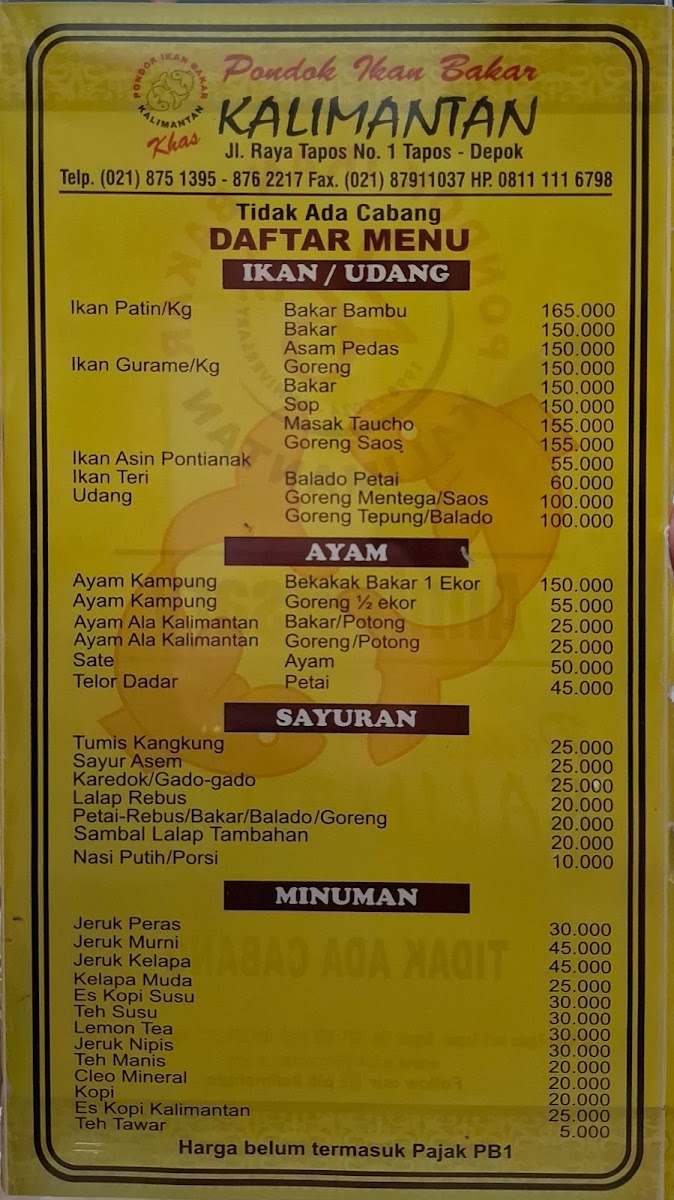 PONDOK IKAN BAKAR
KALIMANTAN
Khas
Pondok Ikan Bakar
KALIMANTAN
Jl. Raya Tapos No. 1 Tapos - Depok
Telp. (021) 875 1395 - 876 2217 Fax. (021) 87911037 HP. 0811 111 6798
Tidak Ada Cabang
DAFTAR MENU
IKAN / UDANG
Ikan Patin/Kg Bakar Bambu 165.000
Bakar 150.000
Asam Pedas 150.000
Ikan Gurame/Kg Goreng 150.000
Bakar 150.000
Sop 150.000
Masak Taucho 155.000
Goreng Saos 155.000
Ikan Asin Pontianak 55.000
Ikan Teri Balado Petai 60.000
Udang Goreng Mentega/Saos 100.000
Goreng Tepung/Balado 100.000
AYAM
Ayam Kampung Bekakak Bakar 1 Ekor 150.000
Ayam Kampung Goreng ½ ekor 55.000
Ayam Ala Kalimantan Bakar/Potong 25.000
Ayam Ala Kalimantan Goreng/Potong 25.000
Sate Ayam 50.000
Telor Dadar Petai 45.000
SAYURAN
Tumis Kangkung 25.000
Sayur Asem 25.000
Karedok/Gado-gado 25.000
Lalap Rebus 20.000
Petai-Rebus/Bakar/Balado/Goreng 20.000
Sambal Lalap Tambahan 20.000
Nasi Putih/Porsi 10.000
MINUMAN
Jeruk Peras 30.000
Jeruk Murni 45.000
Jeruk Kelapa 45.000
Kelapa Muda 25.000
Es Kopi Susu 30.000
Teh Susu 30.000
Lemon Tea 30.000
Jeruk Nipis 30.000
Teh Manis 20.000
Cleo Mineral 20.000
Kopi 20.000
Es Kopi Kalimantan 25.000
Teh Tawar 5.000
Harga belum termasuk Pajak PB1